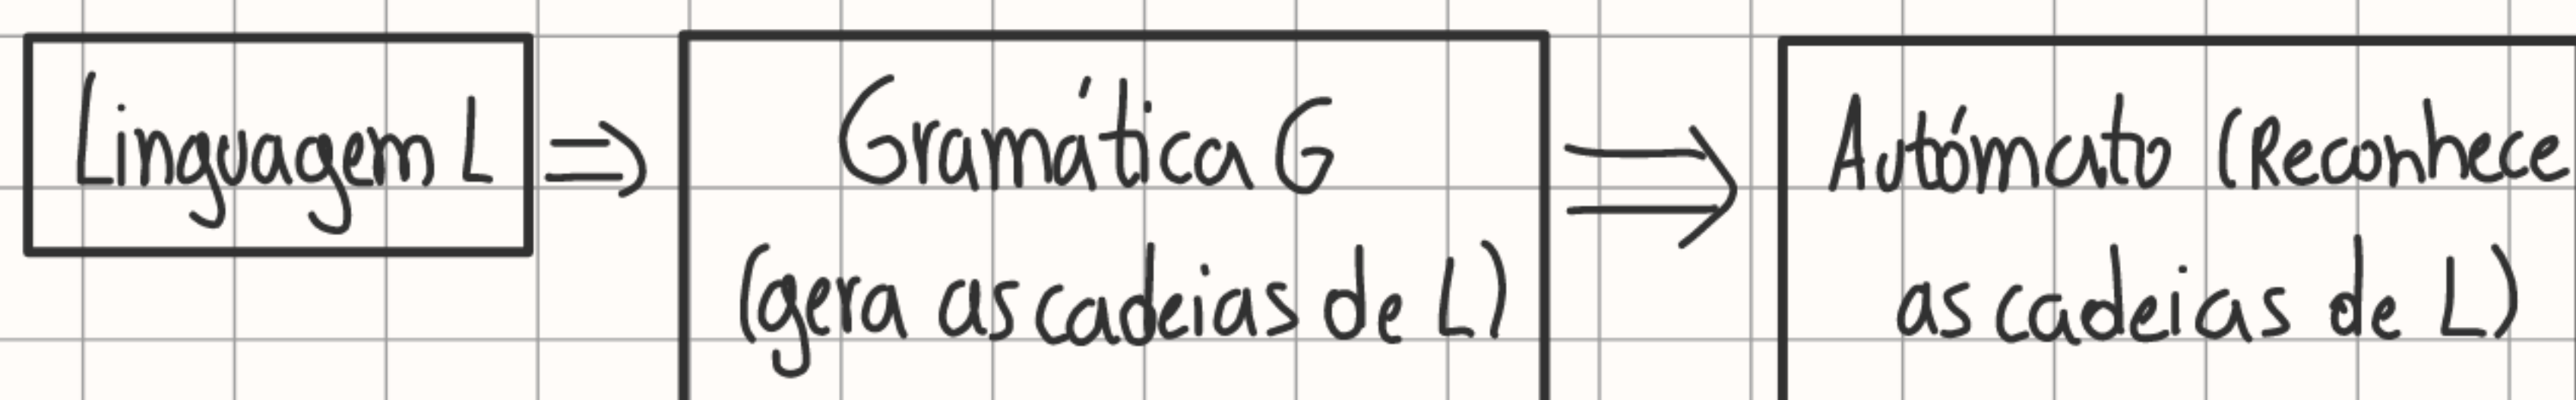 Linguagem L ⇒ Gramática G ⇒ Autómato (Reconhece
(gera as cadeias de L) as cadeias de L)